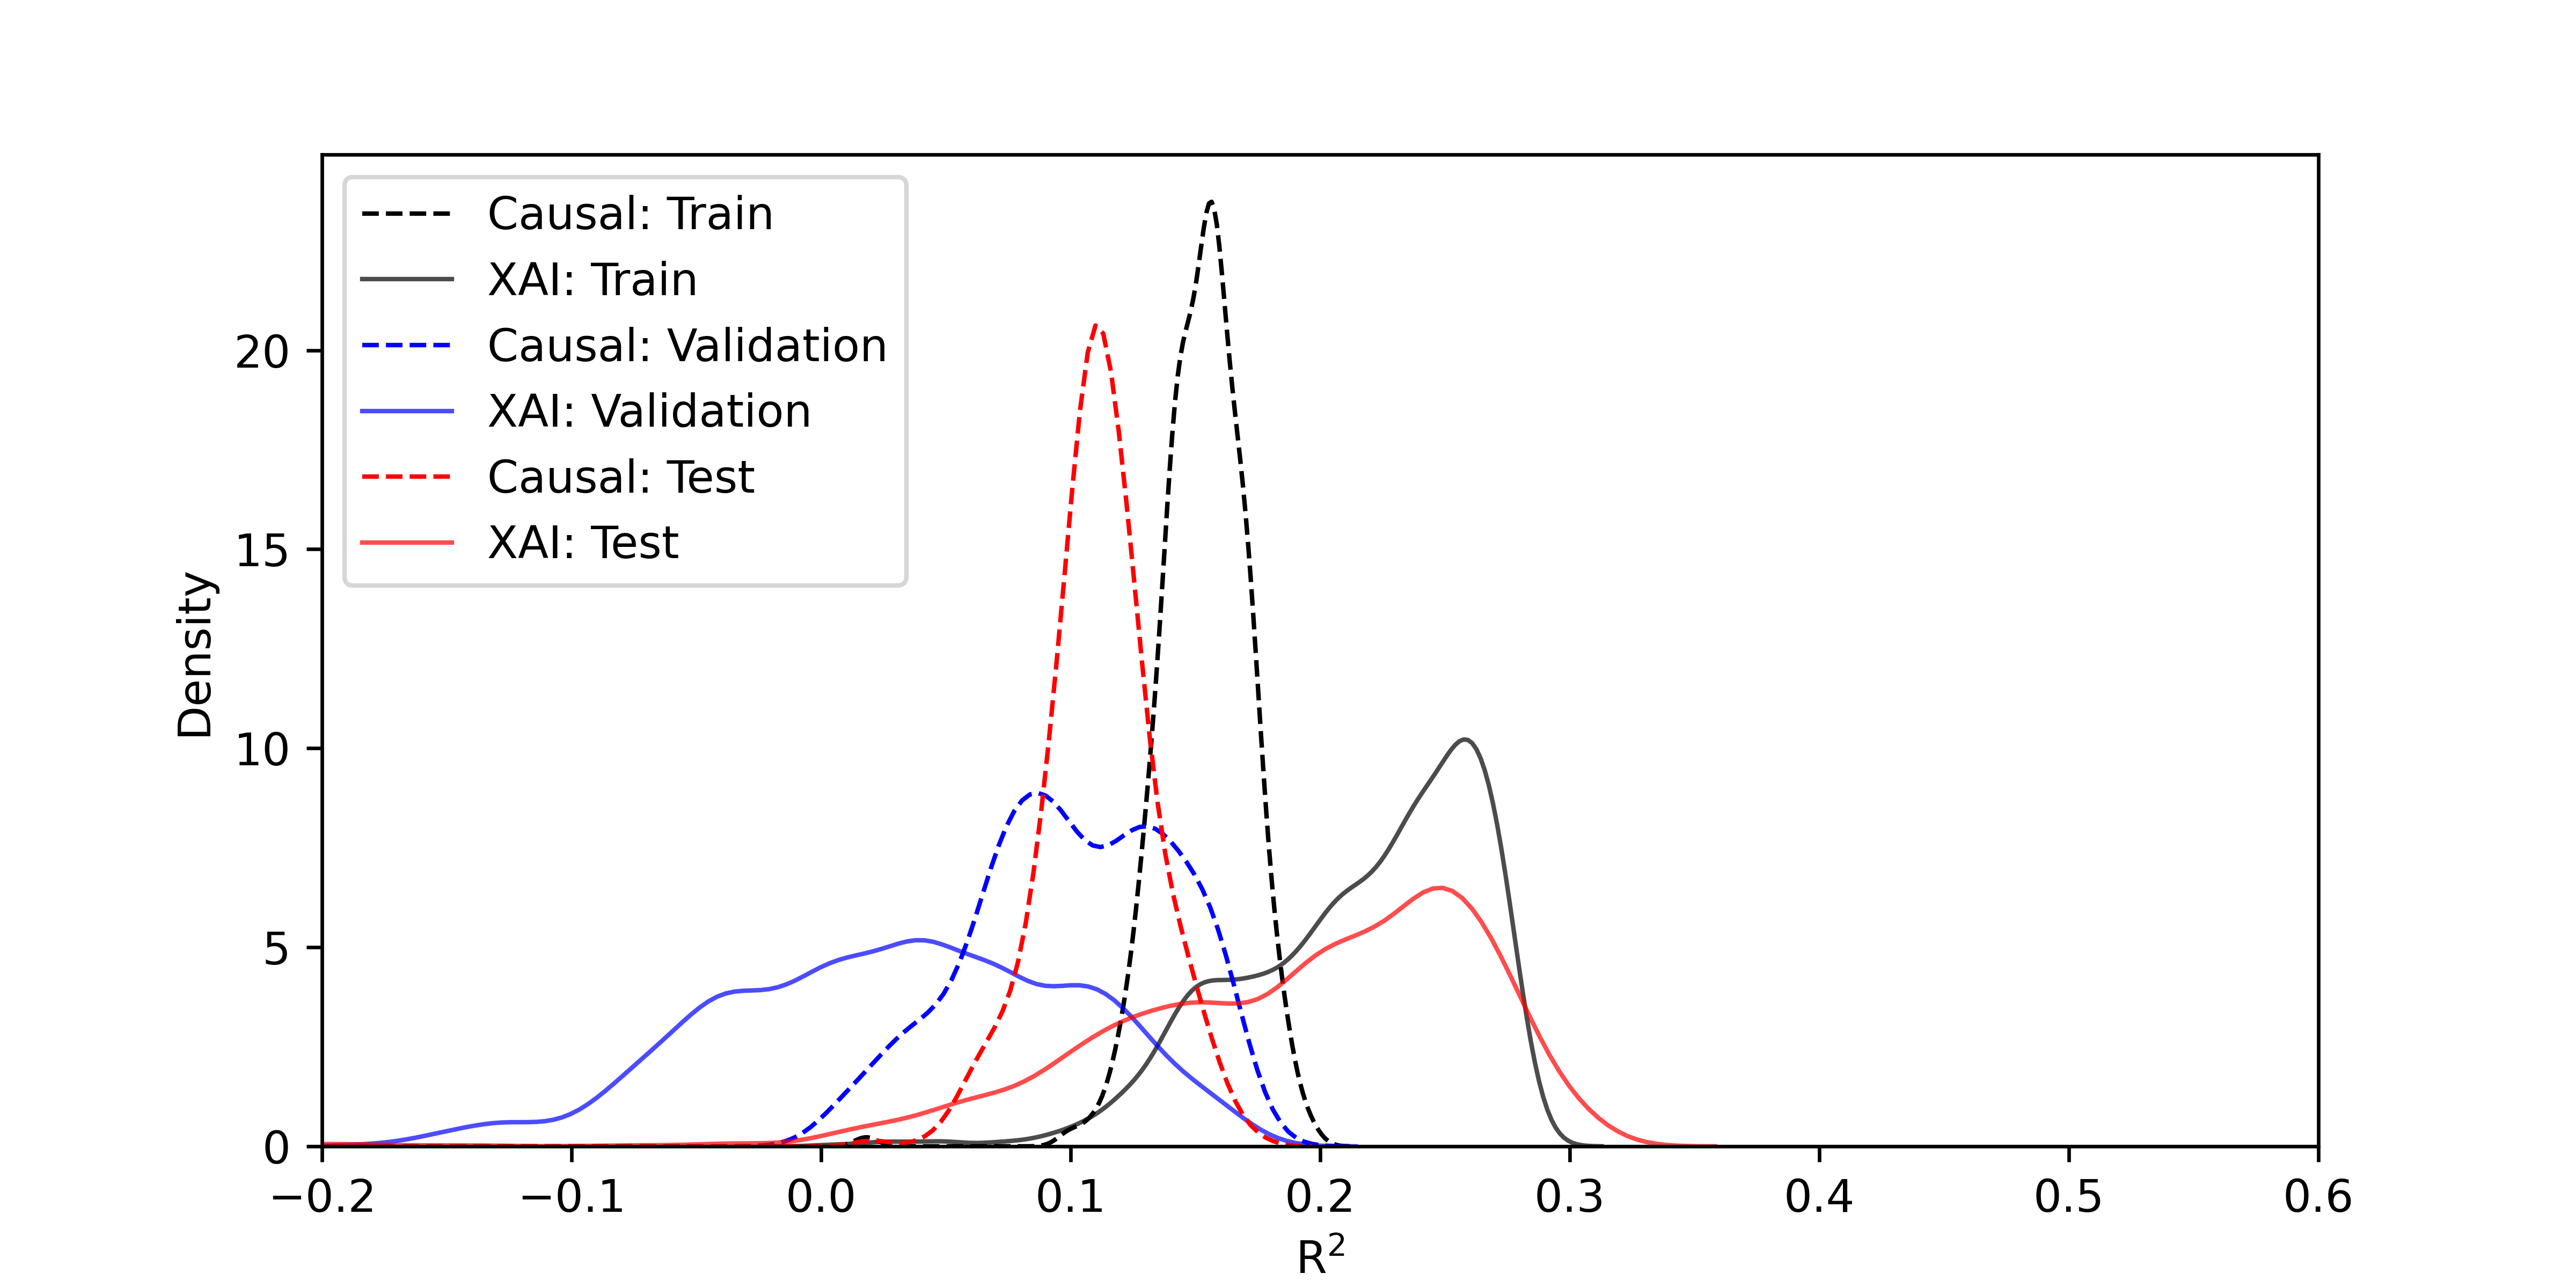 Causal: Train
XAI: Train
Causal: Validation
XAI: Validation
Causal: Test
XAI: Test
Density
20
15
10
5
0
−0.2 −0.1 0.0 0.1 0.2 0.3 0.4 0.5 0.6
R²